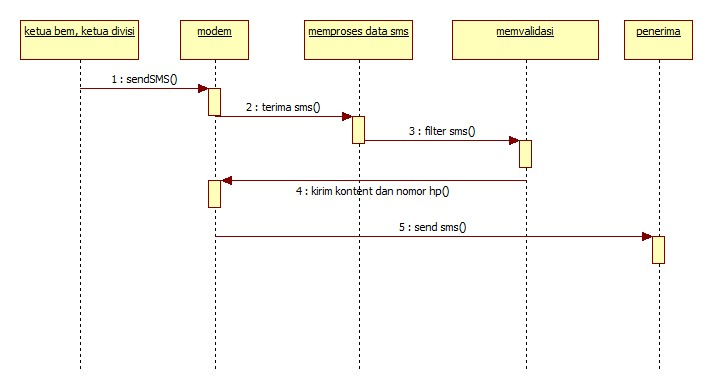 ketua bem, ketua divisi
modem
memproses data sms
memvalidasi
penerima
1 : sendSMS()
2 : terima sms()
3 : filter sms()
4 : kirim kontent dan nomor hp()
5 : send sms()